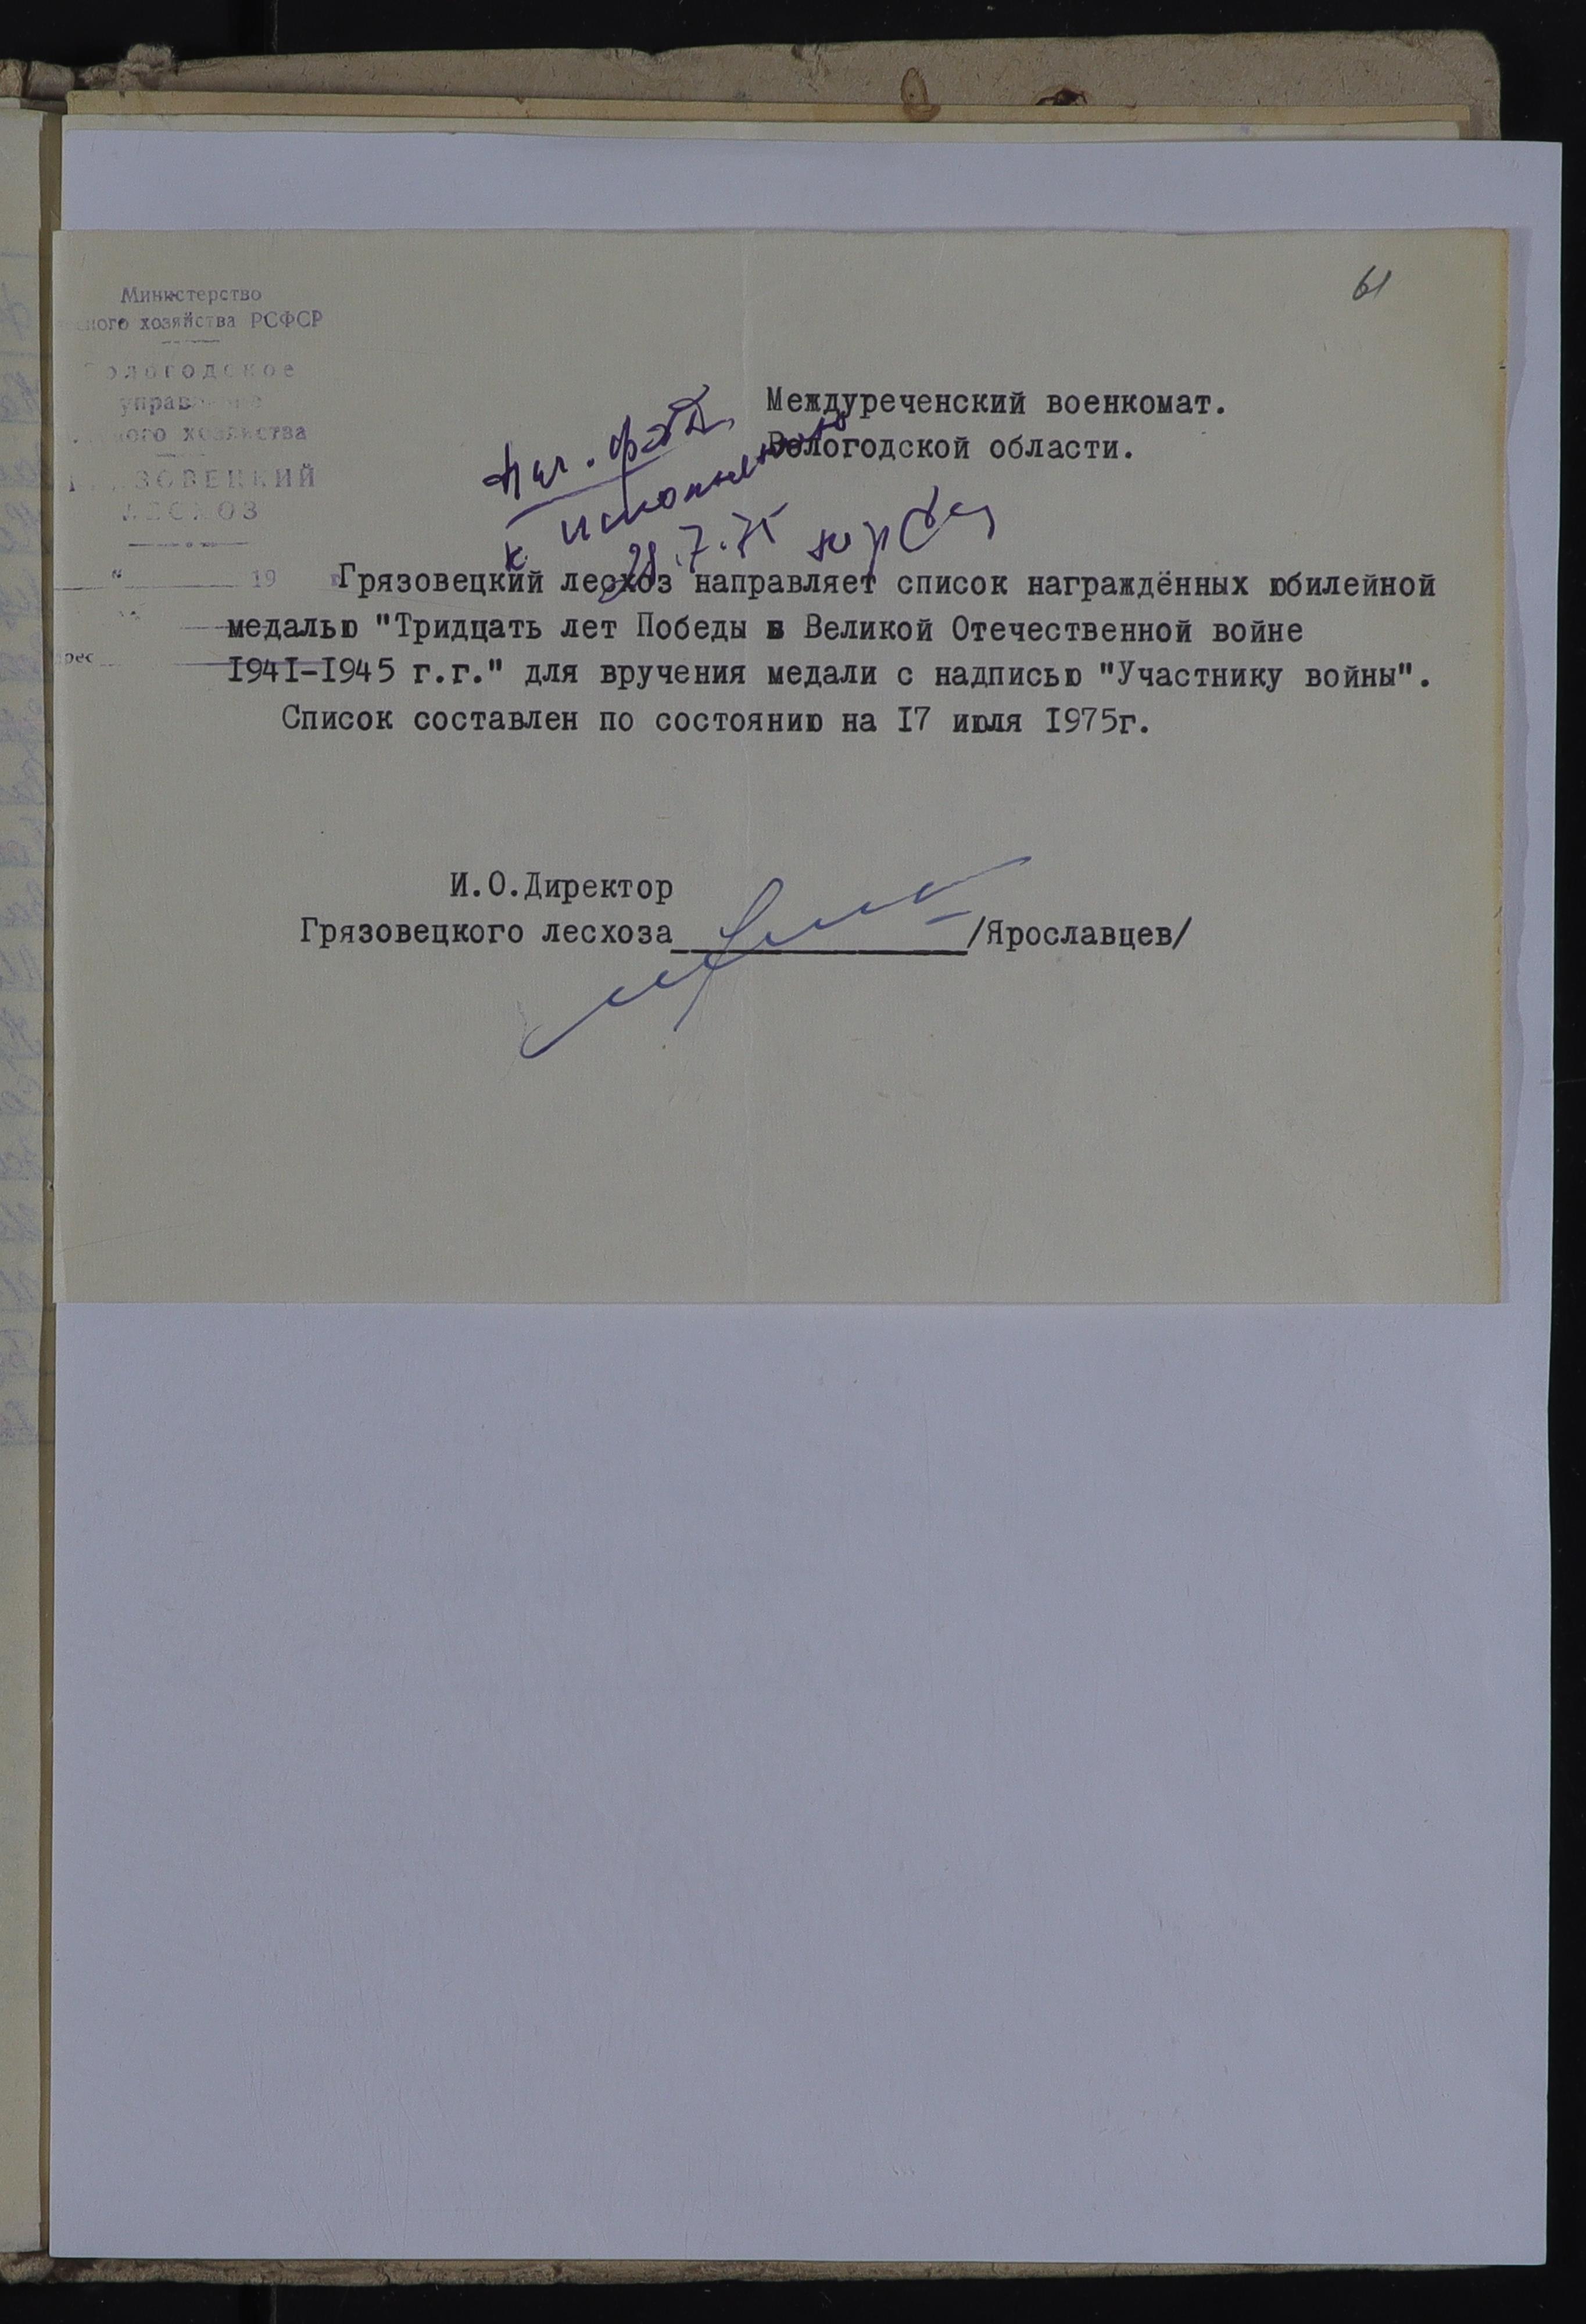 61
Министерство
лесного хозяйства РСФСР
Вологодское
управление
лесного хозяйства
ГРЯЗОВЕЦКИЙ
ЛЕСХОЗ
" 19 г
Адрес
Междуреченский военкомат.
Вологодской области.
к исполнению
28.7.75
Грязовецкий лесхоз направляет список награждённых юбилейной
медалью "Тридцать лет Победы в Великой Отечественной войне
1941-1945 г.г." для вручения медали с надписью "Участнику войны".
Список составлен по состоянию на 17 июля 1975г.
И.О.Директор
Грязовецкого лесхоза /Ярославцев/